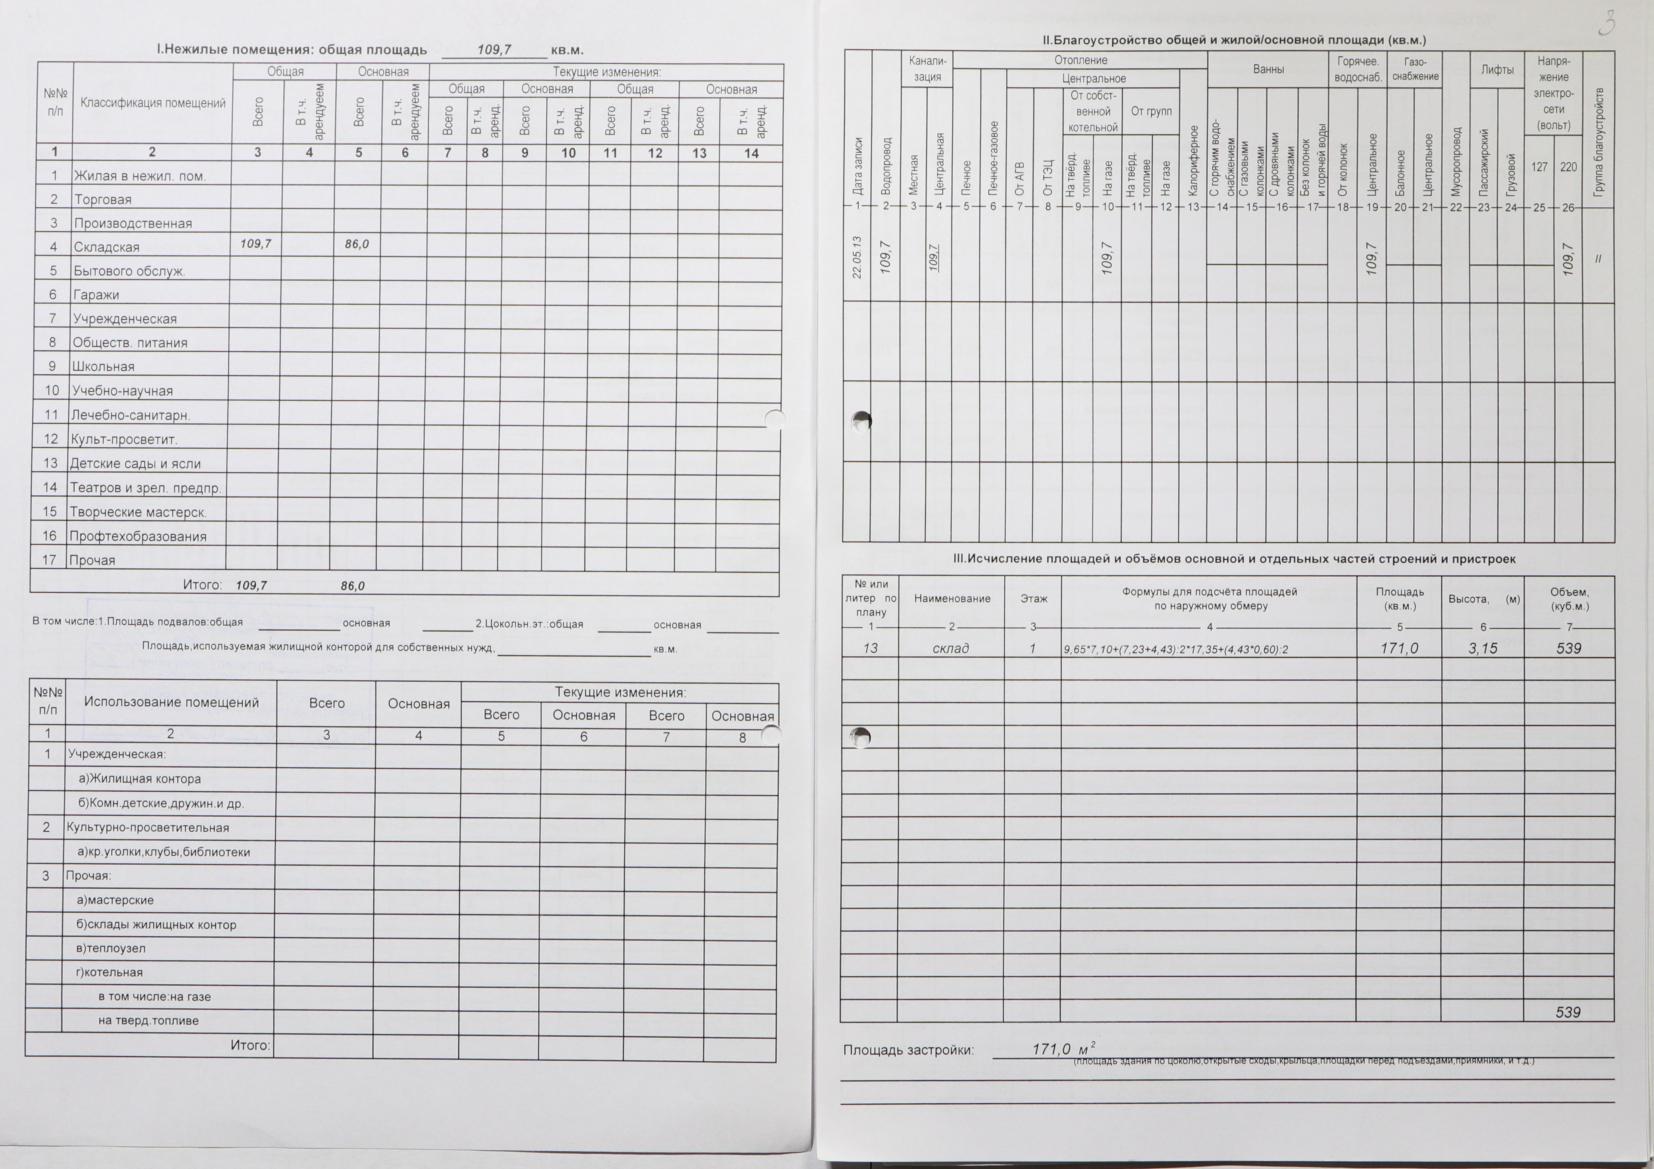 I.Нежилые помещения: общая площадь 109,7 кв.м.
№№ п/п Классификация помещений Общая Основная Текущие изменения:
Общая Основная Общая Основная
Всего В т.ч. арендуеем Всего В т.ч. арендуем Всего В т.ч. аренд. Всего В т.ч. аренд. Всего В т.ч. аренд. Всего В т.ч. аренд.
1 2 3 4 5 6 7 8 9 10 11 12 13 14
1 Жилая в нежил. пом.
2 Торговая
3 Производственная
4 Складская 109,7 86,0
5 Бытового обслуж.
6 Гаражи
7 Учрежденческая
8 Обществ. питания
9 Школьная
10 Учебно-научная
11 Лечебно-санитарн.
12 Культ-просветит.
13 Детские сады и ясли
14 Театров и зрел. предпр.
15 Творческие мастерск.
16 Профтехобразования
17 Прочая
Итого: 109,7 86,0
В том числе:1.Площадь подвалов:общая основная 2.Цокольн.эт.:общая основная
Площадь,используемая жилищной конторой для собственных нужд, кв.м.
№№ п/п Использование помещений Всего Основная Текущие изменения:
Всего Основная Всего Основная
1 2 3 4 5 6 7 8
1 Учрежденческая:
а)Жилищная контора
б)Комн.детские,дружин.и др.
2 Культурно-просветительная
а)кр.уголки,клубы,библиотеки
3 Прочая:
а)мастерские
б)склады жилищных контор
в)теплоузел
г)котельная
в том числе:на газе
на тверд.топливе
Итого:
3
II.Благоустройство общей и жилой/основной площади (кв.м.)
Дата записи Водопровод Канали-зация Отопление Ванны Горячее. водоснаб. Газо-снабжение Мусоропровод Лифты Напря-жение электро-сети (вольт) Группа благоустройств
Центральное
От собст-венной котельной От групп
Местная Центральная Печное Печное-газовое От АГВ От ТЭЦ На твёрд. топливе На газе На твёрд. топливе На газе Калориферное С горячим водо-снабжением С газовыми колонками С дровяными колонками Без колонок и горячей воды От колонок Центральное Балонное Центральное Пассажирский Грузовой 127 220
1 2 3 4 5 6 7 8 9 10 11 12 13 14 15 16 17 18 19 20 21 22 23 24 25 26
22.05.13 109,7 109,7 109,7 109,7 109,7 II
III.Исчисление площадей и объёмов основной и отдельных частей строений и пристроек
№ или литер по плану Наименование Этаж Формулы для подсчёта площадей по наружному обмеру Площадь (кв.м.) Высота, (м) Объем, (куб.м.)
1 2 3 4 5 6 7
13 склад 1 9,65*7,10+(7,23+4,43):2*17,35+(4,43*0,60):2 171,0 3,15 539
539
Площадь застройки: 171,0 м²
(площадь здания по цоколю,открытые сходы,крыльца,площадки перед подъездами,приямники, и т.д.)